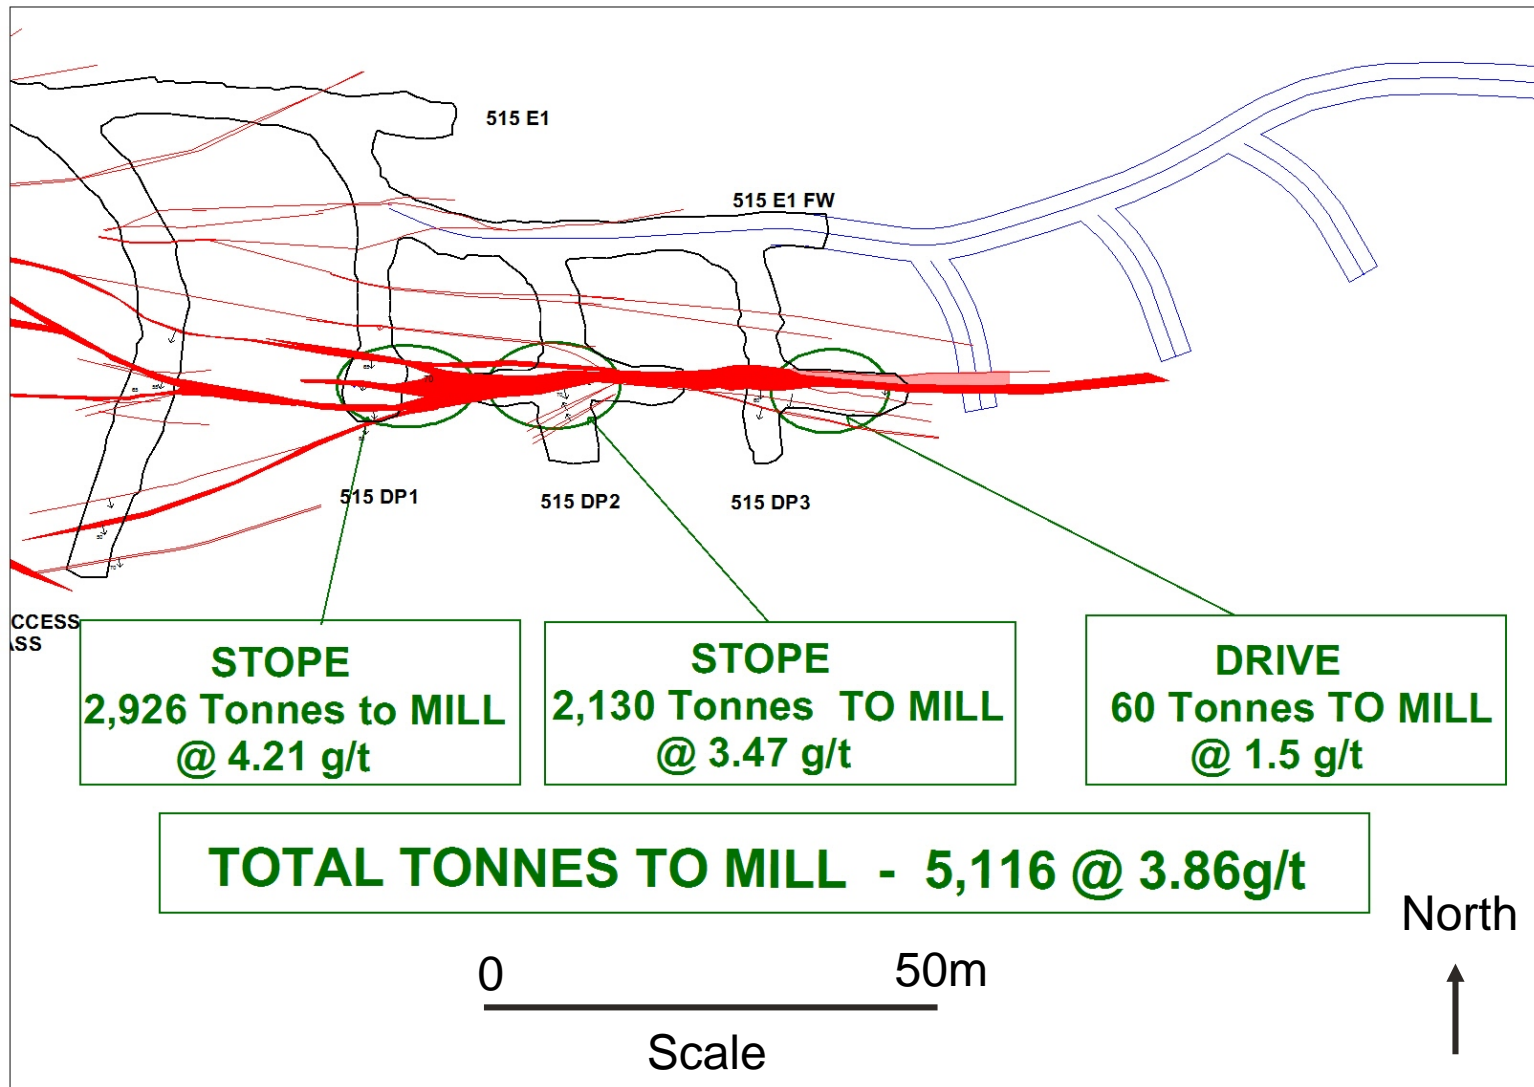 515 E1
515 E1 FW
515 DP1
515 DP2
515 DP3
CCESS
ASS
STOPE
2,926 Tonnes to MILL
@ 4.21 g/t
STOPE
2,130 Tonnes TO MILL
@ 3.47 g/t
DRIVE
60 Tonnes TO MILL
@ 1.5 g/t
TOTAL TONNES TO MILL - 5,116 @ 3.86g/t
North
0 50m
Scale